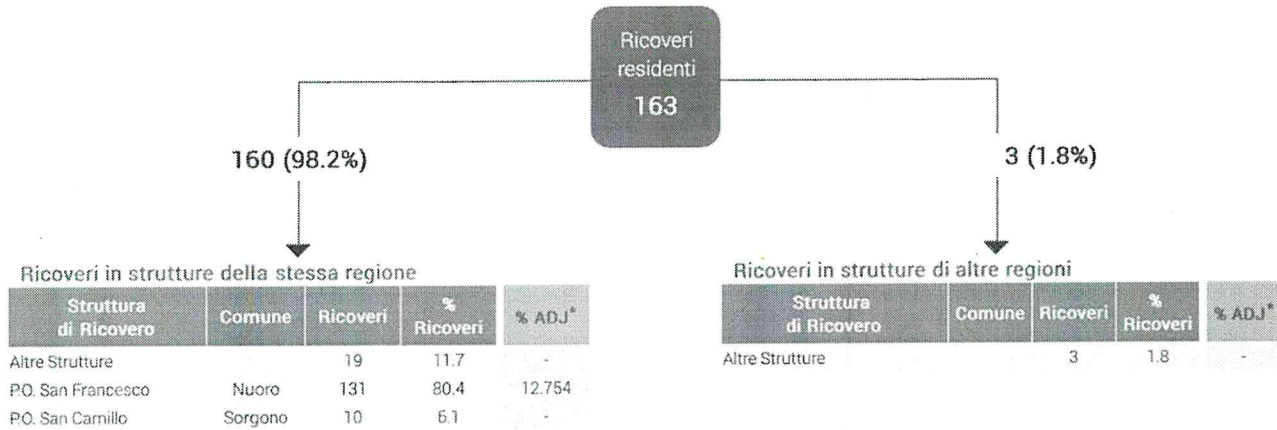 Ricoveri
residenti
163
160 (98.2%)
3 (1.8%)
Ricoveri in strutture della stessa regione
Struttura di Ricovero Comune Ricoveri % Ricoveri % ADJ*
Altre Strutture 19 11.7 -
P.O. San Francesco Nuoro 131 80.4 12.754
P.O. San Camillo Sorgono 10 6.1 -
Ricoveri in strutture di altre regioni
Struttura di Ricovero Comune Ricoveri % Ricoveri % ADJ*
Altre Strutture 3 1.8 -